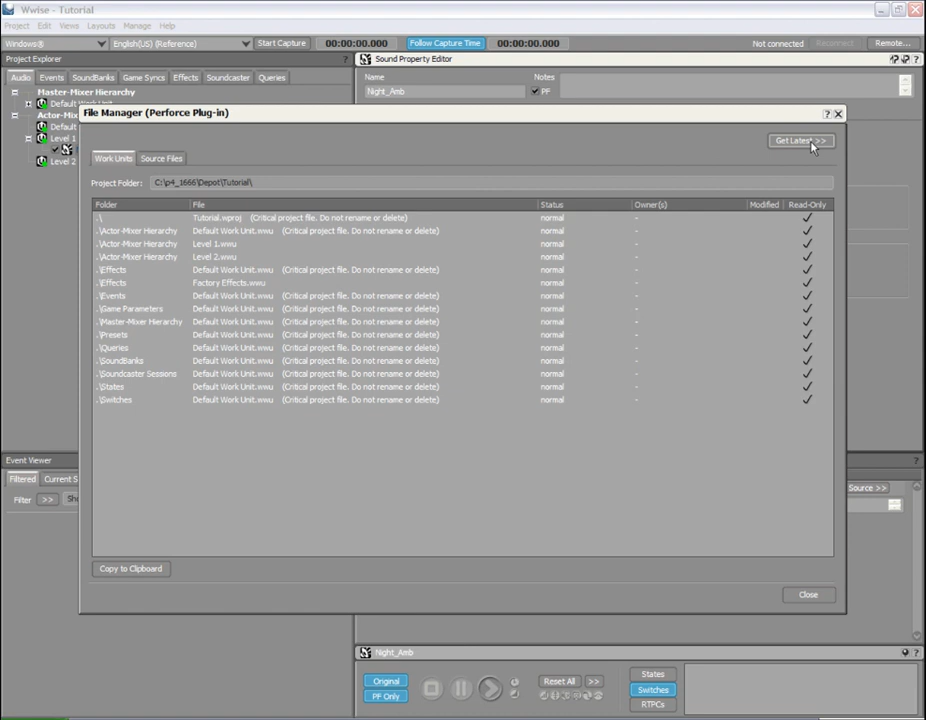 Wwise - Tutorial
Project Edit Views Layouts Manage Help
Windows® English(US) (Reference) Start Capture 00:00:00.000 Follow Capture Time 00:00:00.000 Not connected Reconnect Remote...
Project Explorer ?
Sound Property Editor ?
Audio Events SoundBanks Game Syncs Effects Soundcaster Queries
Name Notes
Night_Amb PF
Master-Mixer Hierarchy
Default Work Unit
Actor-Mix
Default
Level 1
Level 2
File Manager (Perforce Plug-in) ?
Get Latest >>
Work Units Source Files
Project Folder: C:\p4_1666\Depot\Tutorial\
Folder File Status Owner(s) Modified Read-Only
.\ Tutorial.wproj (Critical project file. Do not rename or delete) normal -
.\Actor-Mixer Hierarchy Default Work Unit.wwu (Critical project file. Do not rename or delete) normal -
.\Actor-Mixer Hierarchy Level 1.wwu normal -
.\Actor-Mixer Hierarchy Level 2.wwu normal -
.\Effects Default Work Unit.wwu (Critical project file. Do not rename or delete) normal -
.\Effects Factory Effects.wwu normal -
.\Events Default Work Unit.wwu (Critical project file. Do not rename or delete) normal -
.\Game Parameters Default Work Unit.wwu (Critical project file. Do not rename or delete) normal -
.\Master-Mixer Hierarchy Default Work Unit.wwu (Critical project file. Do not rename or delete) normal -
.\Presets Default Work Unit.wwu (Critical project file. Do not rename or delete) normal -
.\Queries Default Work Unit.wwu (Critical project file. Do not rename or delete) normal -
.\SoundBanks Default Work Unit.wwu (Critical project file. Do not rename or delete) normal -
.\Soundcaster Sessions Default Work Unit.wwu (Critical project file. Do not rename or delete) normal -
.\States Default Work Unit.wwu (Critical project file. Do not rename or delete) normal -
.\Switches Default Work Unit.wwu (Critical project file. Do not rename or delete) normal -
Copy to Clipboard
Close
Event Viewer ?
Filtered Current S
Filter >> Sho
Source >>
Night_Amb ?
Original
PF Only
Reset All >>
States
Switches
RTPCs